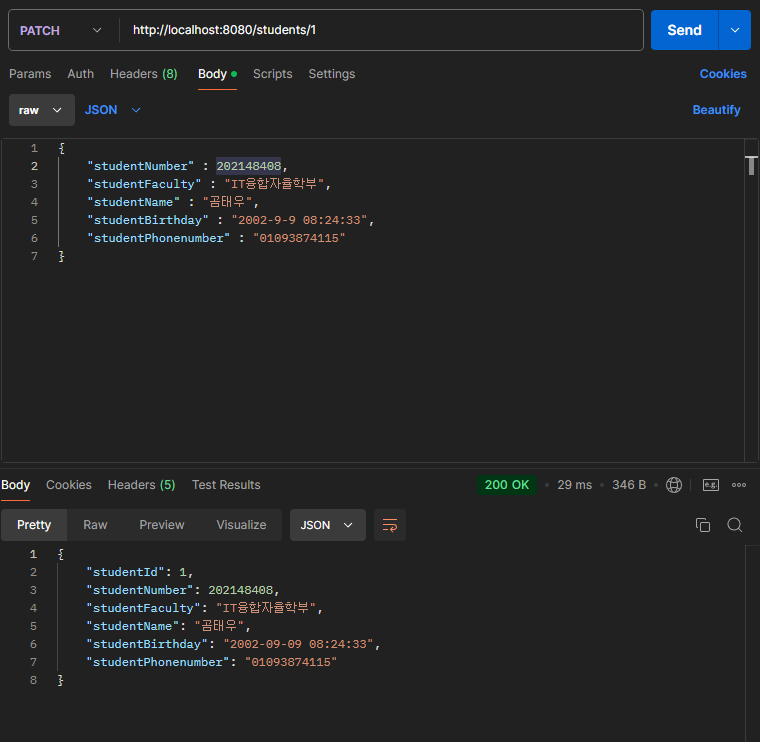 PATCH http://localhost:8080/students/1 Send
Params Auth Headers (8) Body Scripts Settings Cookies
raw JSON Beautify
1 {
2 "studentNumber" : 202148408,
3 "studentFaculty" : "IT융합자율학부",
4 "studentName" : "곰태우",
5 "studentBirthday" : "2002-9-9 08:24:33",
6 "studentPhonenumber" : "01093874115"
7 }
Body Cookies Headers (5) Test Results 200 OK 29 ms 346 B e.g.
Pretty Raw Preview Visualize JSON
1 {
2 "studentId": 1,
3 "studentNumber": 202148408,
4 "studentFaculty": "IT융합자율학부",
5 "studentName": "곰태우",
6 "studentBirthday": "2002-09-09 08:24:33",
7 "studentPhonenumber": "01093874115"
8 }